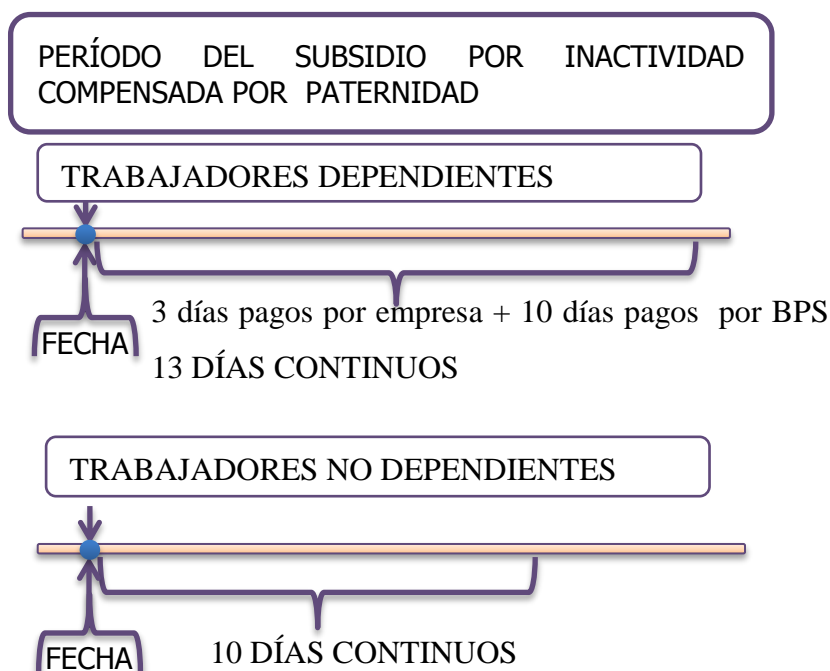 PERÍODO DEL SUBSIDIO POR INACTIVIDAD
COMPENSADA POR PATERNIDAD
TRABAJADORES DEPENDIENTES
3 días pagos por empresa + 10 días pagos por BPS
FECHA
13 DÍAS CONTINUOS
TRABAJADORES NO DEPENDIENTES
FECHA
10 DÍAS CONTINUOS